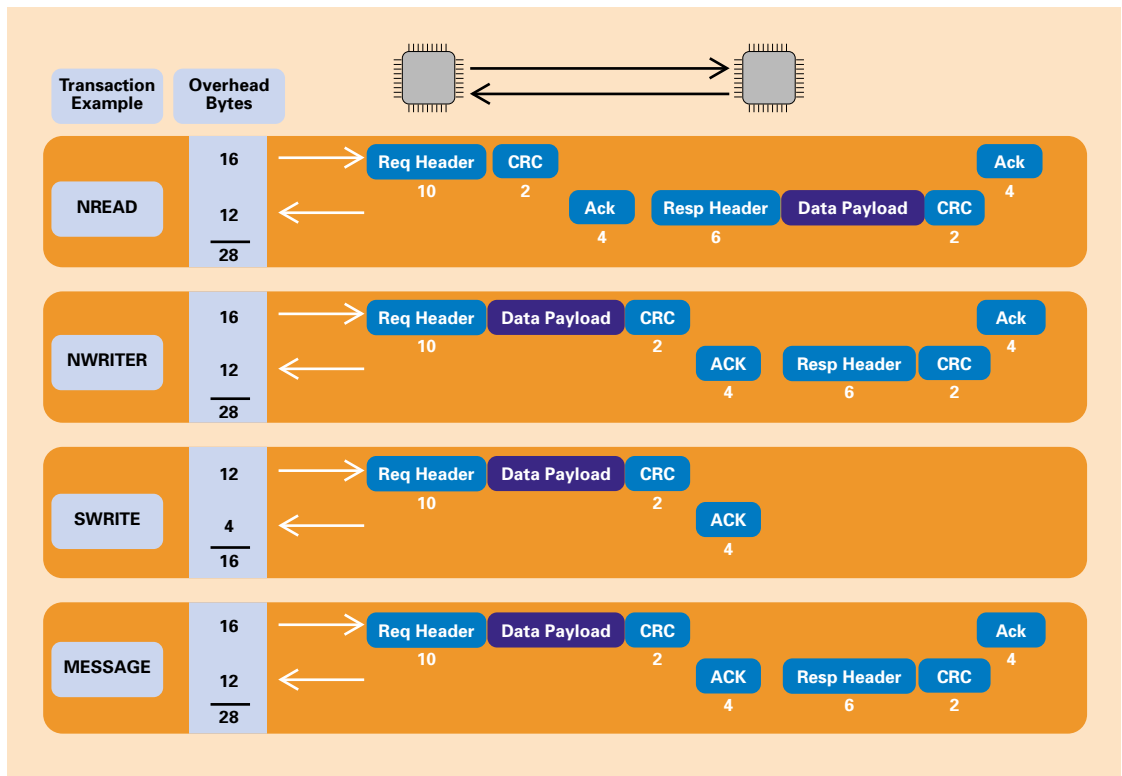 Transaction Example
Overhead Bytes
16
Req Header
CRC
Ack
10
2
4
NREAD
12
Ack
Resp Header
Data Payload
CRC
4
6
2
28
16
Req Header
Data Payload
CRC
Ack
10
2
4
NWRITER
12
ACK
Resp Header
CRC
4
6
2
28
12
Req Header
Data Payload
CRC
10
2
SWRITE
4
ACK
4
16
16
Req Header
Data Payload
CRC
Ack
10
2
4
MESSAGE
12
ACK
Resp Header
CRC
4
6
2
28